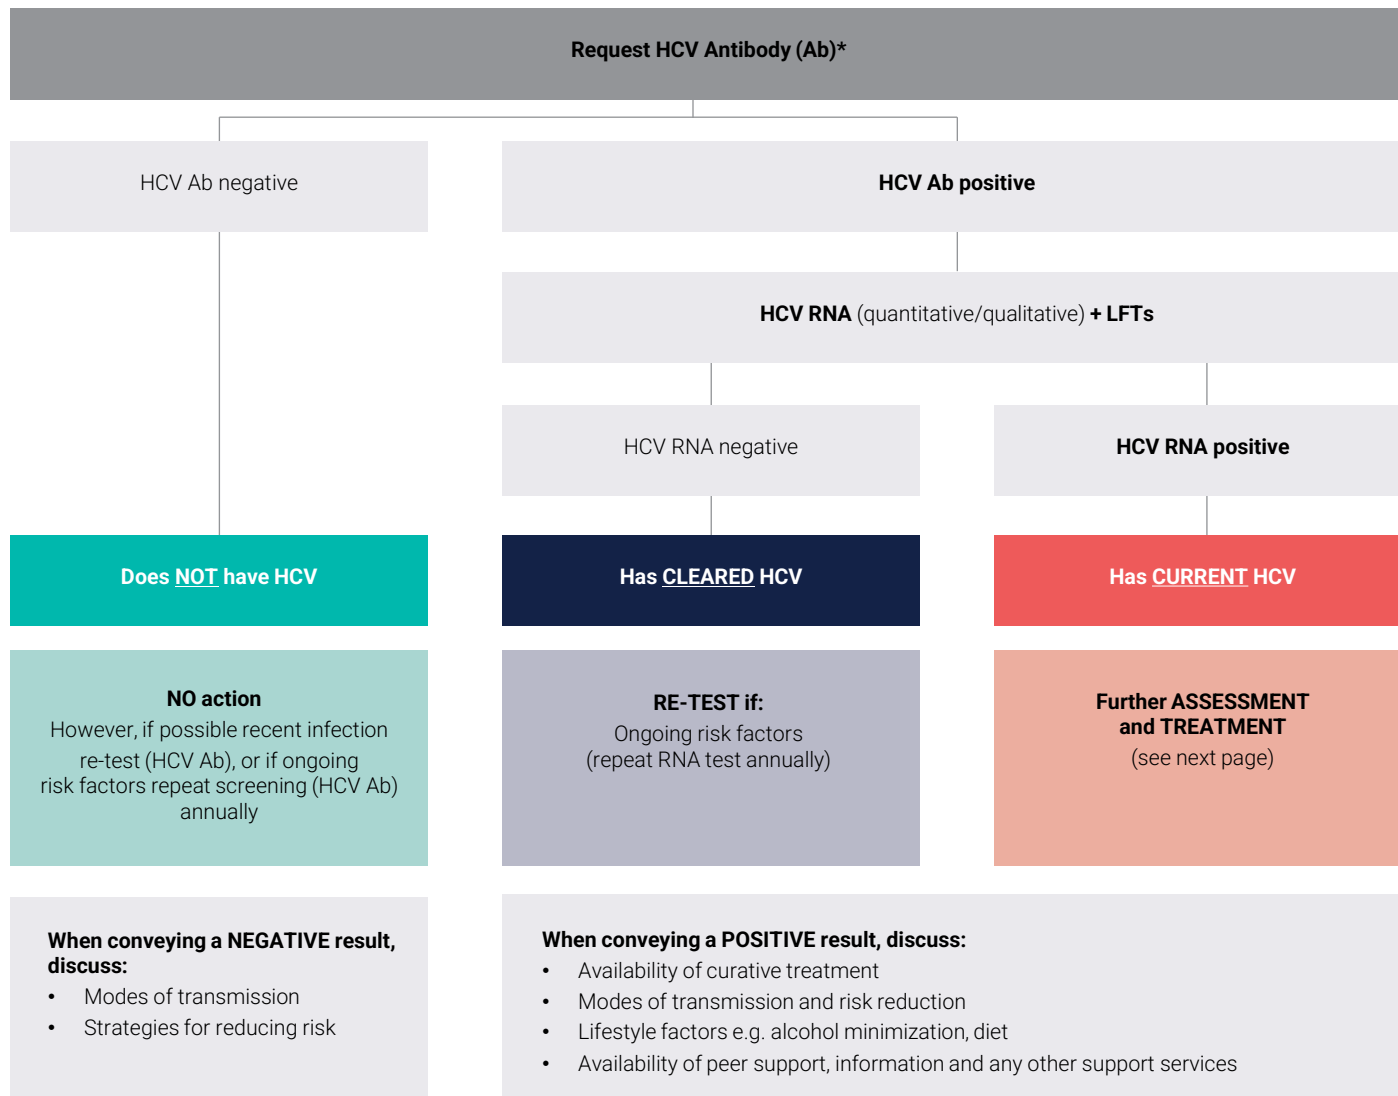 Request HCV Antibody (Ab)*
HCV Ab negative
HCV Ab positive
HCV RNA (quantitative/qualitative) + LFTs
HCV RNA negative
HCV RNA positive
Does NOT have HCV
Has CLEARED HCV
Has CURRENT HCV
NO action
However, if possible recent infection
re-test (HCV Ab), or if ongoing
risk factors repeat screening (HCV Ab)
annually
RE-TEST if:
Ongoing risk factors
(repeat RNA test annually)
Further ASSESSMENT
and TREATMENT
(see next page)
When conveying a NEGATIVE result,
discuss:
• Modes of transmission
• Strategies for reducing risk
When conveying a POSITIVE result, discuss:
• Availability of curative treatment
• Modes of transmission and risk reduction
• Lifestyle factors e.g. alcohol minimization, diet
• Availability of peer support, information and any other support services